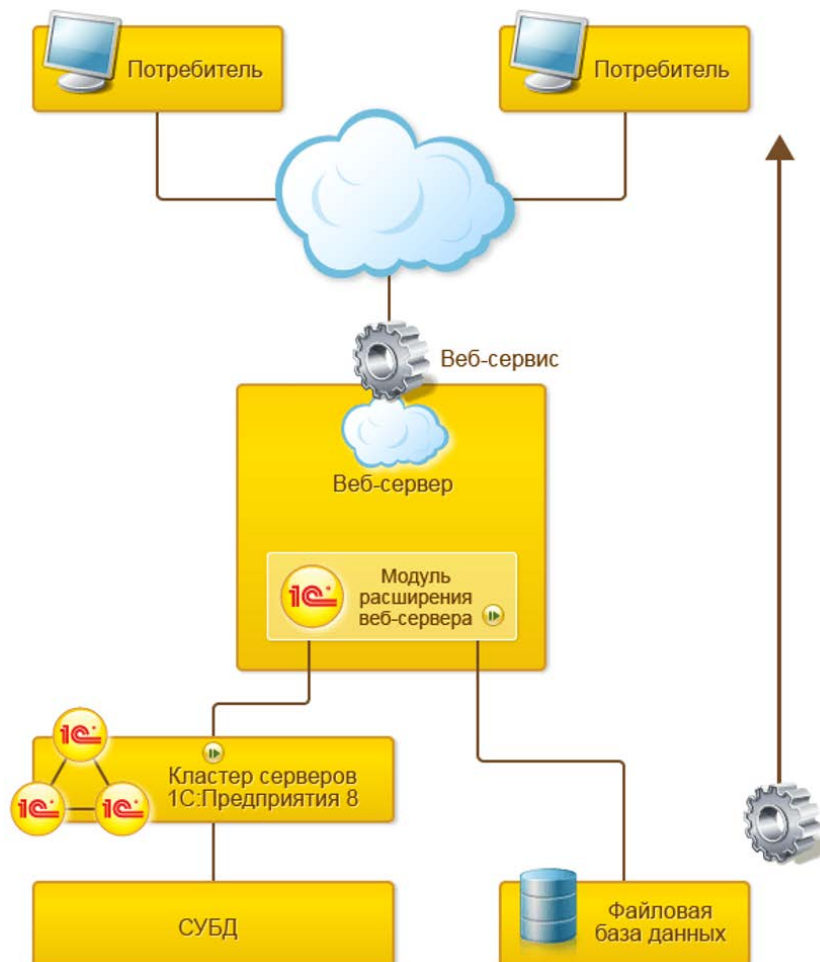 Потребитель
Потребитель
Веб-сервис
Веб-сервер
1С
Модуль
расширения
веб-сервера
1С
1С
1С
Кластер серверов
1С:Предприятия 8
СУБД
Файловая
база данных